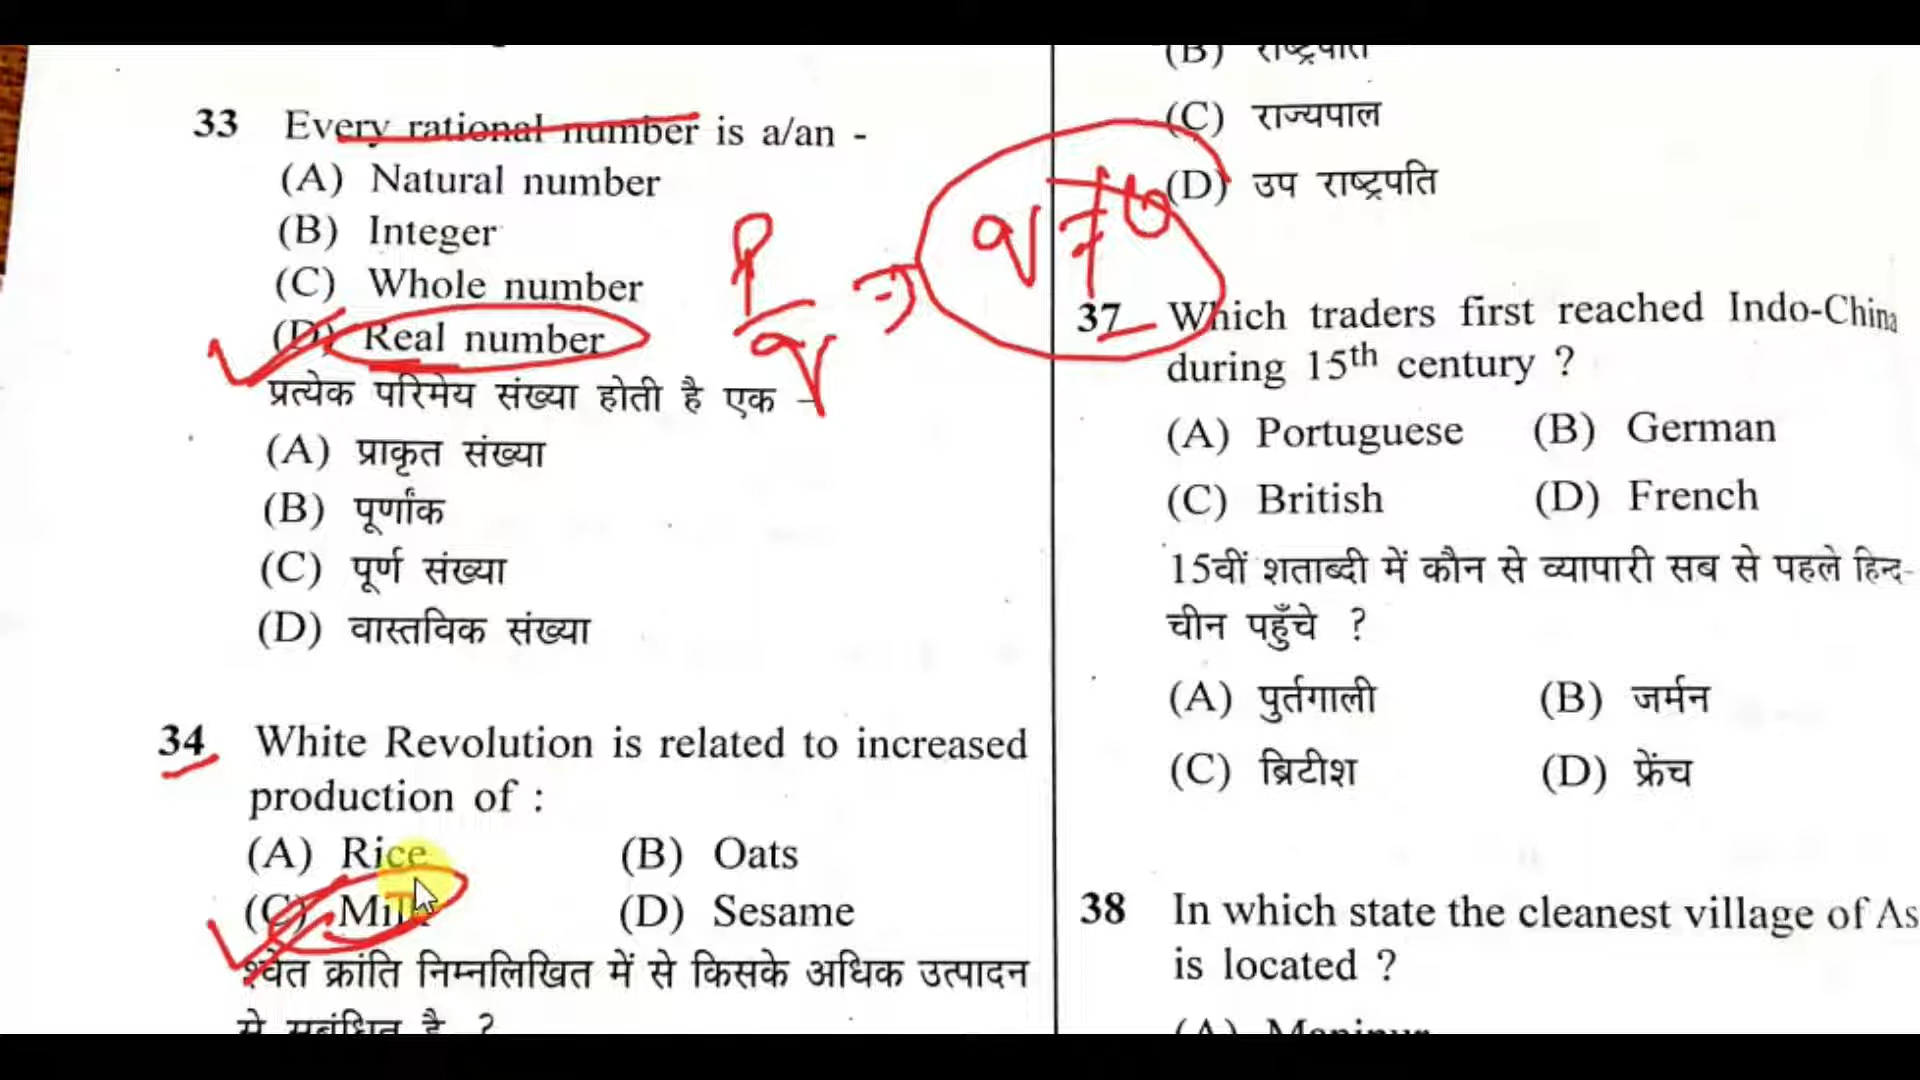 33 Every rational number is a/an -
(A) Natural number
(B) Integer
(C) Whole number
(D) Real number
p/q ⇒ q ≠ 0
प्रत्येक परिमेय संख्या होती है एक -
(A) प्राकृत संख्या
(B) पूर्णांक
(C) पूर्ण संख्या
(D) वास्तविक संख्या
34 White Revolution is related to increased
production of :
(A) Rice (B) Oats
(C) Milk (D) Sesame
श्वेत क्रांति निम्नलिखित में से किसके अधिक उत्पादन
से संबंधित है ?
(B) राष्ट्रपति
(C) राज्यपाल
(D) उप राष्ट्रपति
37 Which traders first reached Indo-China
during 15th century ?
(A) Portuguese (B) German
(C) British (D) French
15वीं शताब्दी में कौन से व्यापारी सब से पहले हिन्द-
चीन पहुँचे ?
(A) पुर्तगाली (B) जर्मन
(C) ब्रिटीश (D) फ्रेंच
38 In which state the cleanest village of As
is located ?
(A) Manipur